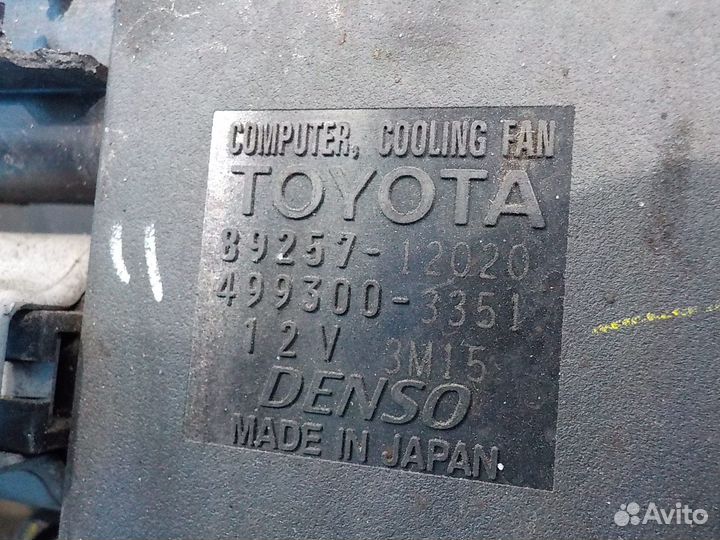 COMPUTER, COOLING FAN
TOYOTA
89257-12020
499300-3351
12V 3M15
DENSO
MADE IN JAPAN
Avito